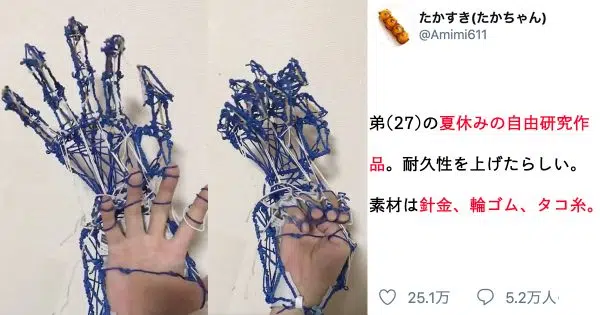 たかすき(たかちゃん)
@Amimi611
弟(27)の夏休みの自由研究作
品。耐久性を上げたらしい。
素材は針金、輪ゴム、タコ糸。
25.1万
5.2万人